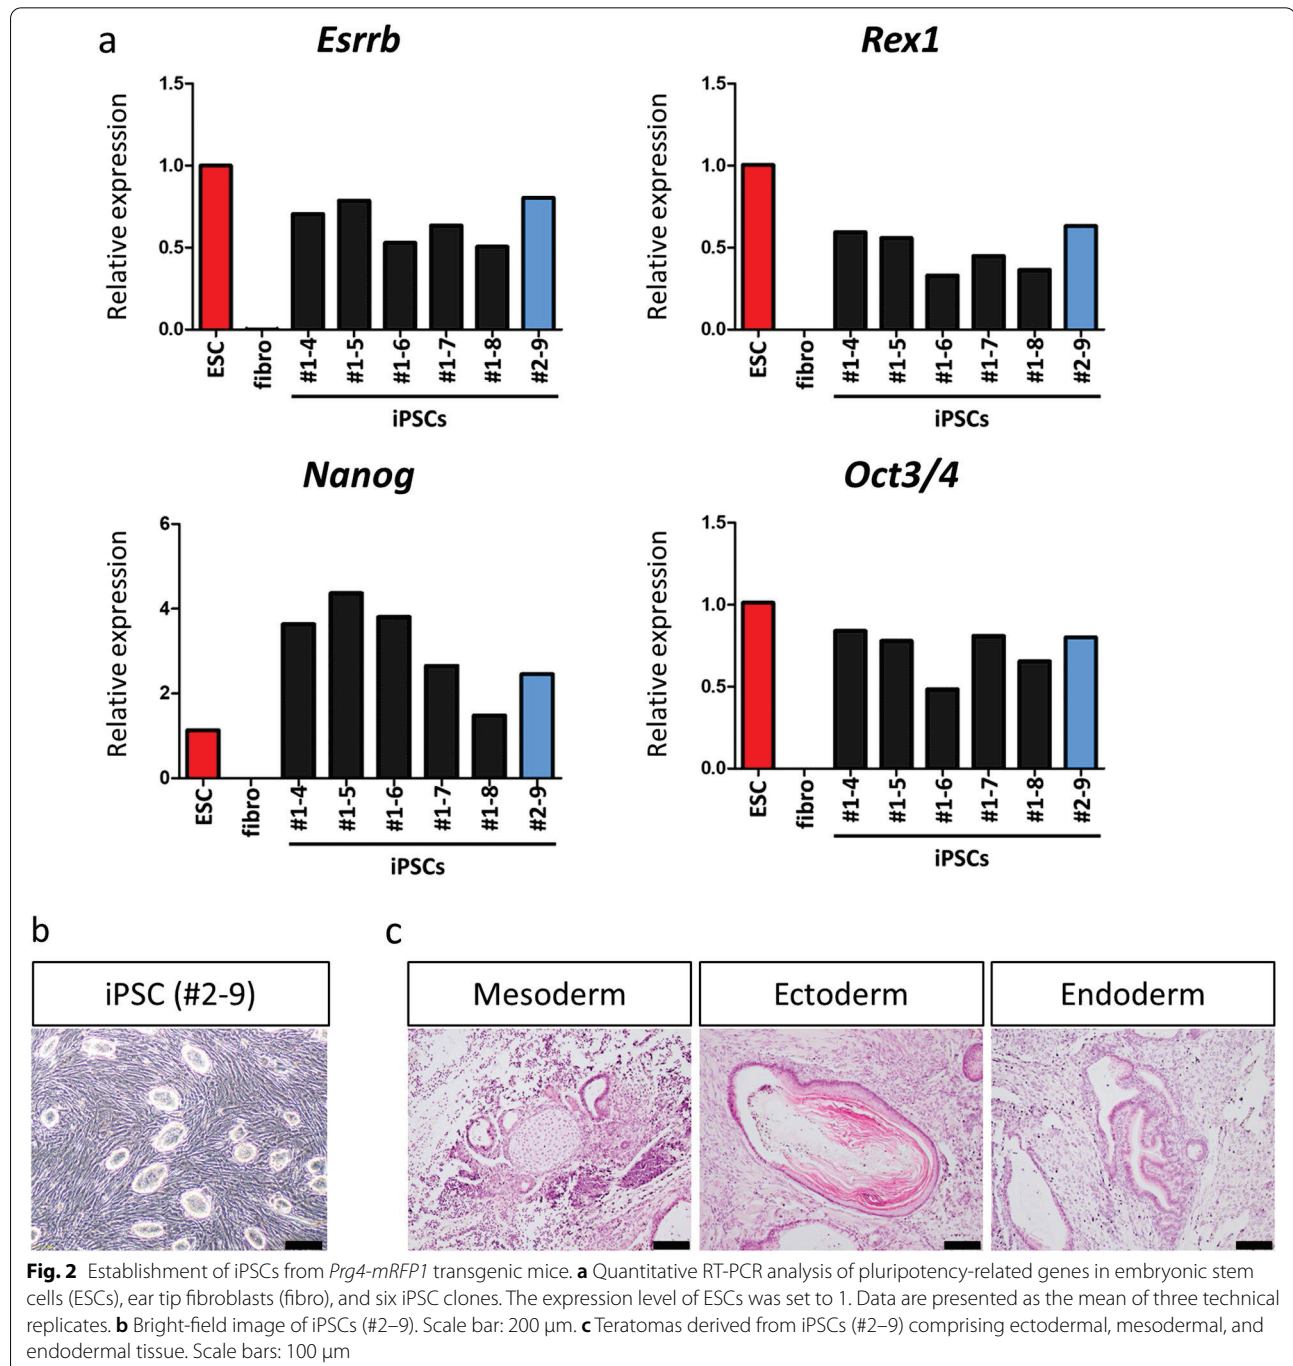 a
Esrrb
Relative expression
1.5
1.0
0.5
0.0
ESC
fibro
#1-4
#1-5
#1-6
#1-7
#1-8
#2-9
iPSCs
Rex1
Relative expression
1.5
1.0
0.5
0.0
ESC
fibro
#1-4
#1-5
#1-6
#1-7
#1-8
#2-9
iPSCs
Nanog
Relative expression
6
4
2
0
ESC
fibro
#1-4
#1-5
#1-6
#1-7
#1-8
#2-9
iPSCs
Oct3/4
Relative expression
1.5
1.0
0.5
0.0
ESC
fibro
#1-4
#1-5
#1-6
#1-7
#1-8
#2-9
iPSCs
b
iPSC (#2-9)
c
Mesoderm
Ectoderm
Endoderm
Fig. 2 Establishment of iPSCs from Prg4-mRFP1 transgenic mice. a Quantitative RT-PCR analysis of pluripotency-related genes in embryonic stem
cells (ESCs), ear tip fibroblasts (fibro), and six iPSC clones. The expression level of ESCs was set to 1. Data are presented as the mean of three technical
replicates. b Bright-field image of iPSCs (#2–9). Scale bar: 200 µm. c Teratomas derived from iPSCs (#2–9) comprising ectodermal, mesodermal, and
endodermal tissue. Scale bars: 100 µm